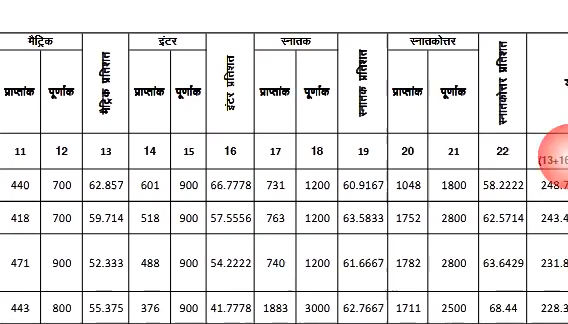 मैट्रिक इंटर स्नातक स्नातकोत्तर
प्राप्तांक पूर्णांक मैट्रिक प्रतिशत प्राप्तांक पूर्णांक इंटर प्रतिशत प्राप्तांक पूर्णांक स्नातक प्रतिशत प्राप्तांक पूर्णांक स्नातकोत्तर प्रतिशत
11 12 13 14 15 16 17 18 19 20 21 22 (13+16
440 700 62.857 601 900 66.7778 731 1200 60.9167 1048 1800 58.2222 248.7
418 700 59.714 518 900 57.5556 763 1200 63.5833 1752 2800 62.5714 243.4
471 900 52.333 488 900 54.2222 740 1200 61.6667 1782 2800 63.6429 231.8
443 800 55.375 376 900 41.7778 1883 3000 62.7667 1711 2500 68.44 228.3